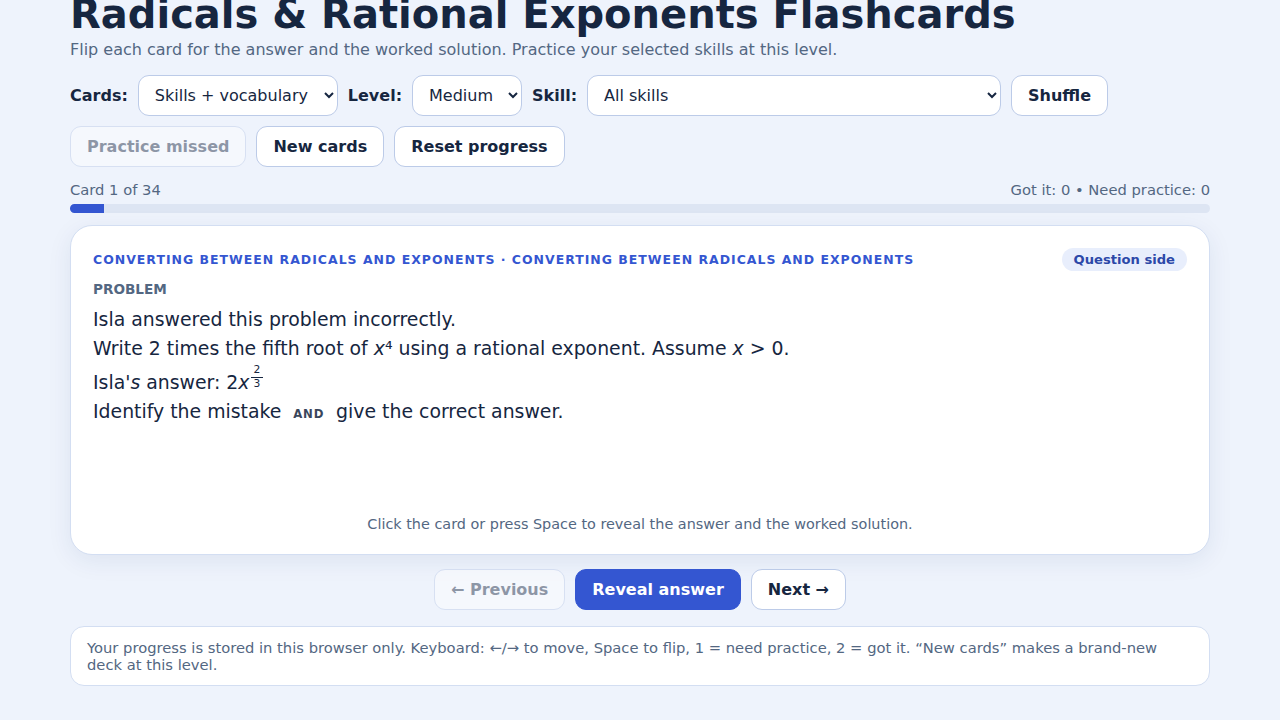 Radicals & Rational Exponents Flashcards
Flip each card for the answer and the worked solution. Practice your selected skills at this level.
Cards: Skills + vocabulary Level: Medium Skill: All skills Shuffle
Practice missed New cards Reset progress
Card 1 of 34 Got it: 0 • Need practice: 0
CONVERTING BETWEEN RADICALS AND EXPONENTS · CONVERTING BETWEEN RADICALS AND EXPONENTS Question side
PROBLEM
Isla answered this problem incorrectly.
Write 2 times the fifth root of x⁴ using a rational exponent. Assume x > 0.
Isla's answer: 2x^(2/3)
Identify the mistake AND give the correct answer.
Click the card or press Space to reveal the answer and the worked solution.
← Previous Reveal answer Next →
Your progress is stored in this browser only. Keyboard: ←/→ to move, Space to flip, 1 = need practice, 2 = got it. “New cards” makes a brand-new
deck at this level.